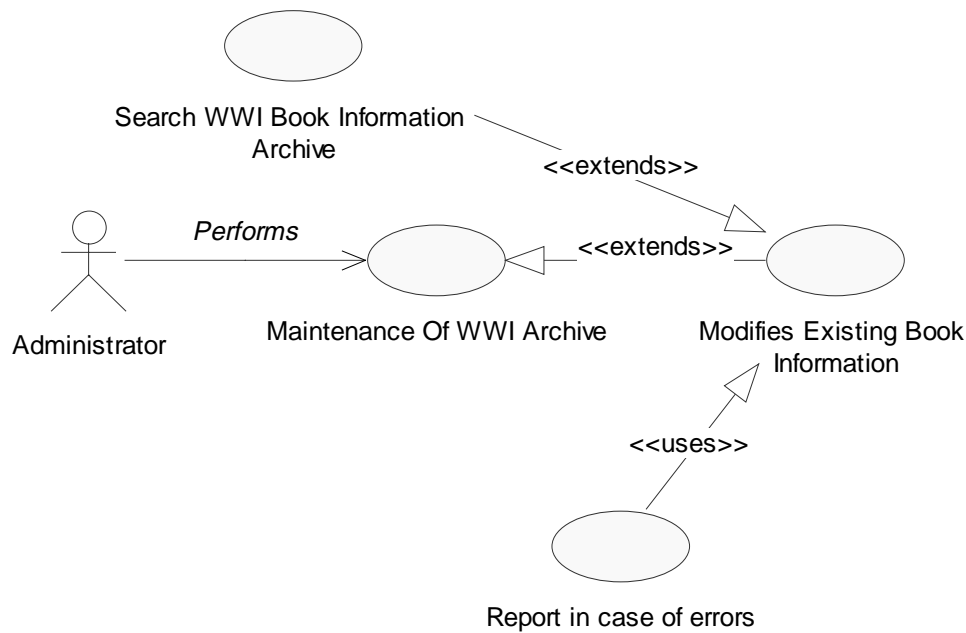 Search WWI Book Information
Archive
<<extends>>
Performs
<<extends>>
Administrator
Maintenance Of WWI Archive
Modifies Existing Book
Information
<<uses>>
Report in case of errors